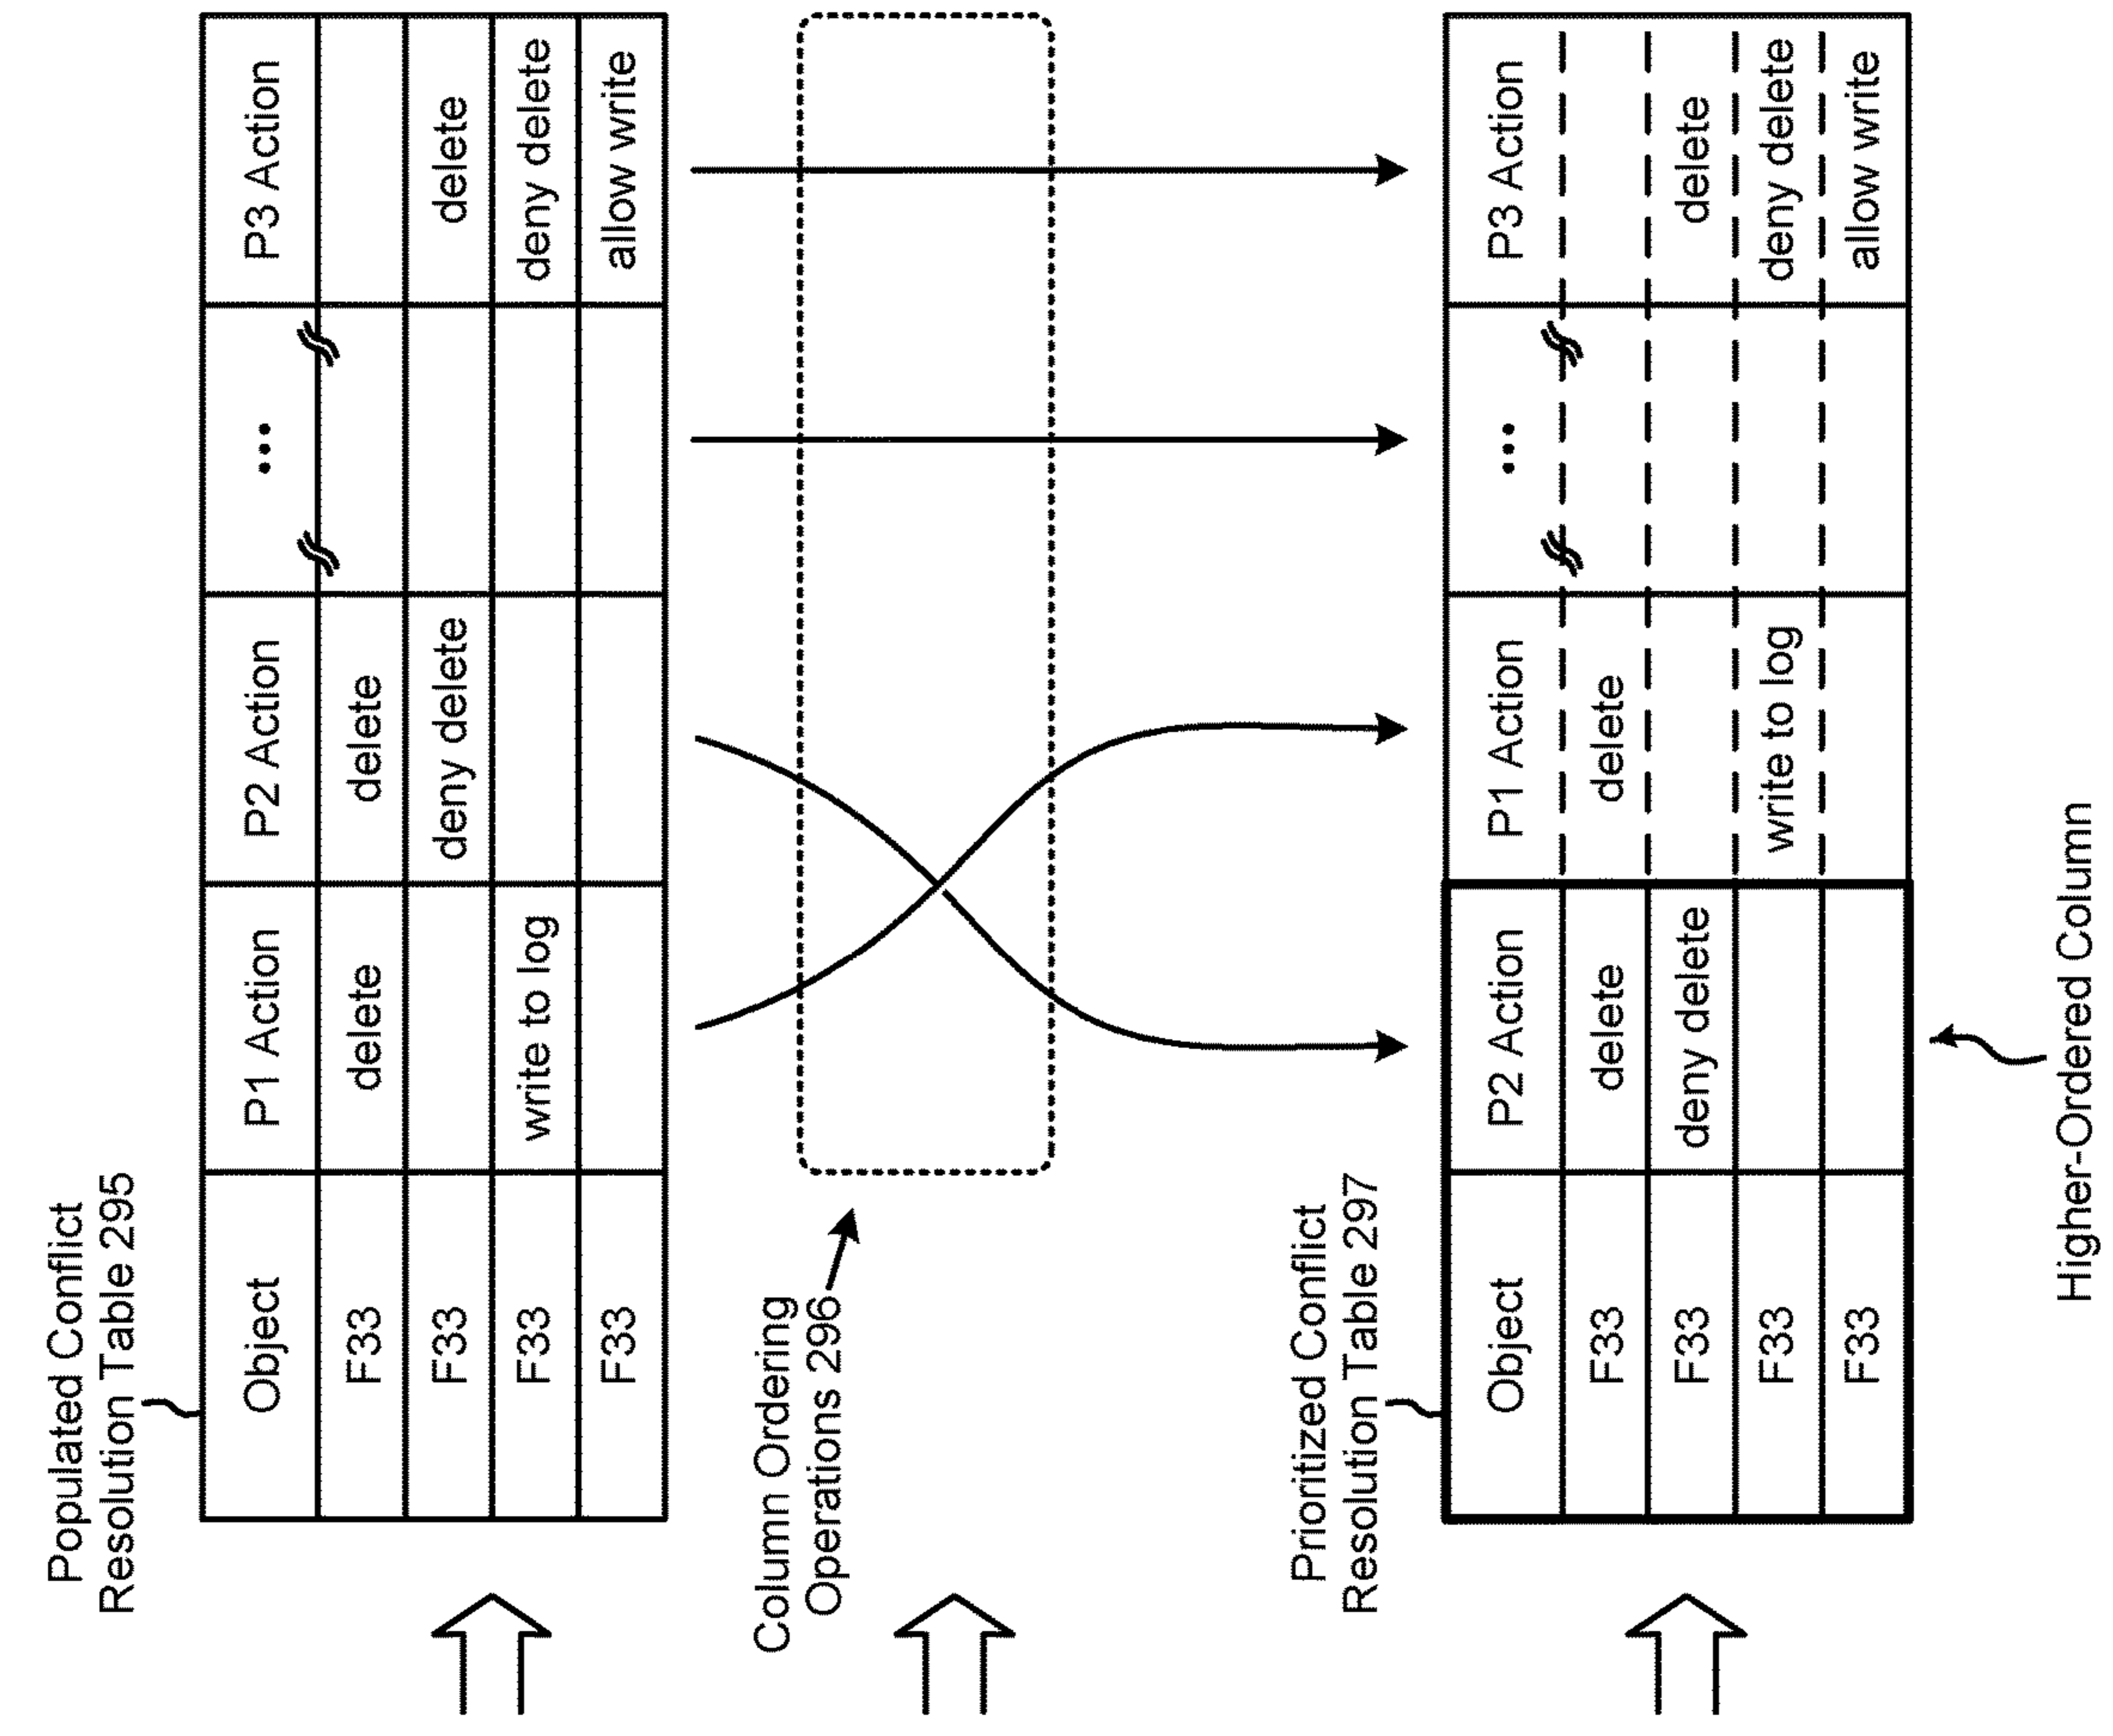 Populated Conflict
Resolution Table 295
Object P1 Action P2 Action ... P3 Action
F33 delete delete
F33 deny delete delete
F33 write to log deny delete
F33 allow write
Column Ordering
Operations 296
Prioritized Conflict
Resolution Table 297
Object P2 Action P1 Action ... P3 Action
F33 delete delete
F33 deny delete delete
F33 write to log deny delete
F33 allow write
Higher-Ordered Column